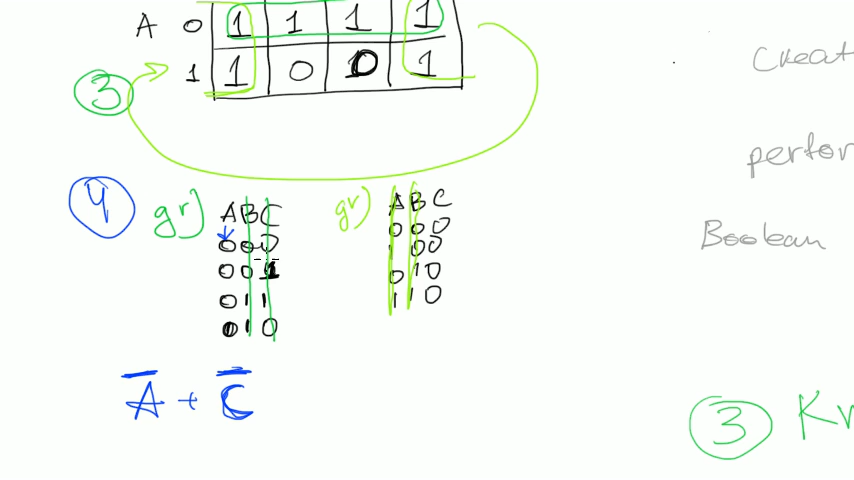 A 0 1 1 1 1
1 1 0 0 1
3
4 gr) ABC
000
001
011
010
gr) ABC
000
100
010
110
A̅ + C̅
Creat
perfor
Boolean
3 Kr